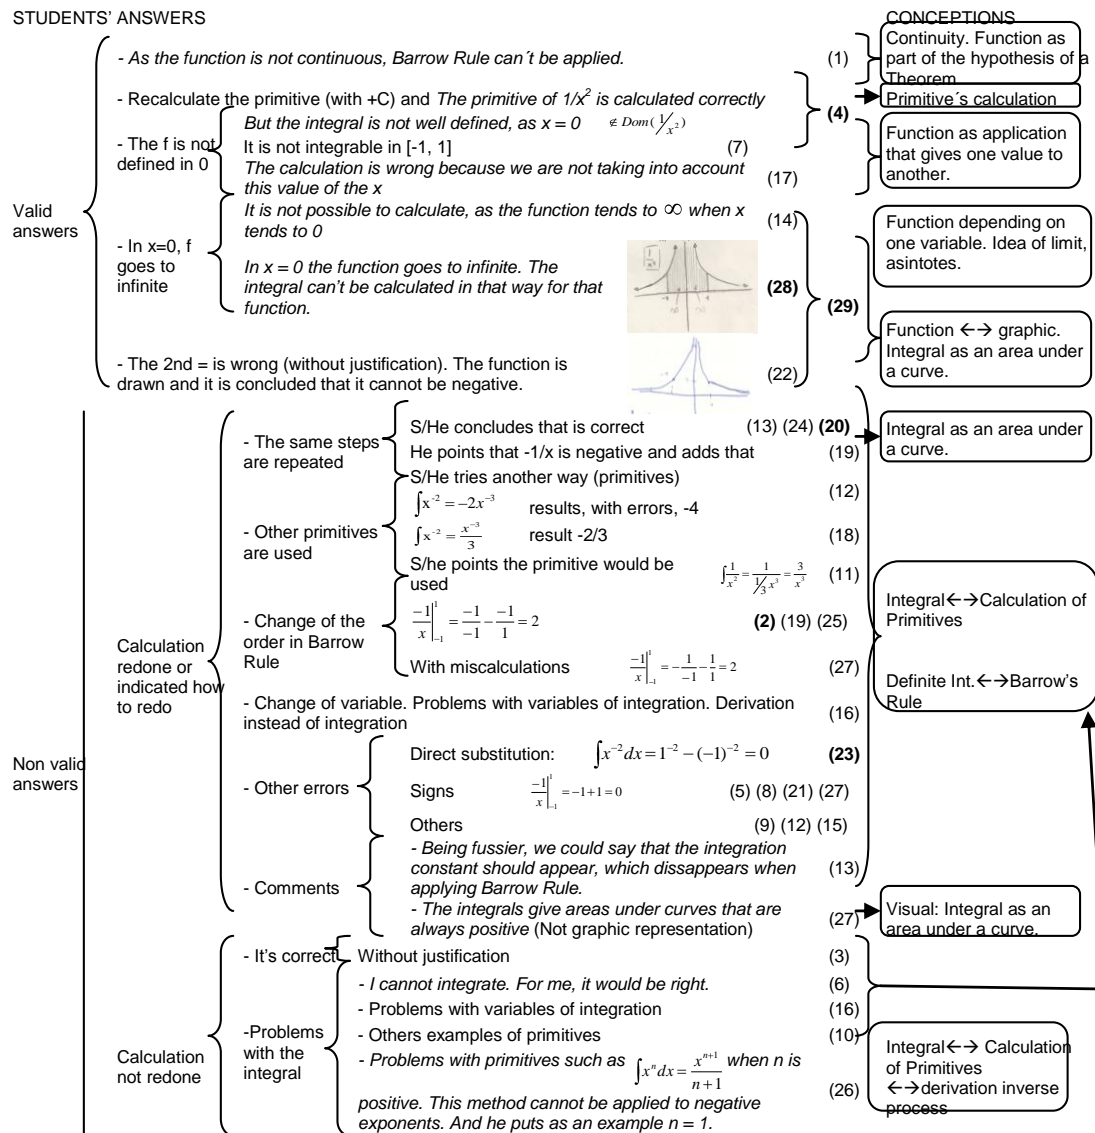 STUDENTS' ANSWERS
CONCEPTIONS
Valid
answers
- As the function is not continuous, Barrow Rule can´t be applied.
(1)
Continuity. Function as
part of the hypothesis of a
Theorem
- Recalculate the primitive (with +C) and The primitive of 1/x² is calculated correctly
(4)
Primitive´s calculation
- The f is not
defined in 0
But the integral is not well defined, as x = 0 ∉ Dom(1/x²)
It is not integrable in [-1, 1]
(7)
The calculation is wrong because we are not taking into account
this value of the x
(17)
Function as application
that gives one value to
another.
- In x=0, f
goes to
infinite
It is not possible to calculate, as the function tends to ∞ when x
tends to 0
(14)
In x = 0 the function goes to infinite. The
integral can't be calculated in that way for that
function.
(28)
(29)
Function depending on
one variable. Idea of limit,
asintotes.
- The 2nd = is wrong (without justification). The function is
drawn and it is concluded that it cannot be negative.
(22)
Function ←→ graphic.
Integral as an area under
a curve.
Non valid
answers
Calculation
redone or
indicated how
to redo
- The same steps
are repeated
S/He concludes that is correct
(13) (24) (20)
He points that -1/x is negative and adds that
(19)
S/He tries another way (primitives)
Integral as an area under
a curve.
- Other primitives
are used
∫x⁻² = −2x⁻³ results, with errors, -4
(12)
∫x⁻² = x⁻³/3 result -2/3
(18)
S/he points the primitive would be
used
∫1/x² = 1/(1/3 x³) = 3/x³
(11)
- Change of the
order in Barrow
Rule
−1/x |₋₁¹ = −1/−1 − −1/1 = 2
(2) (19) (25)
With miscalculations −1/x |₋₁¹ = −1/−1 − 1/1 = 2
(27)
- Change of variable. Problems with variables of integration. Derivation
instead of integration
(16)
- Other errors
Direct substitution: ∫x⁻²dx = 1⁻² − (−1)⁻² = 0
(23)
Signs −1/x |₋₁¹ = −1+1 = 0
(5) (8) (21) (27)
Others
(9) (12) (15)
- Comments
- Being fussier, we could say that the integration
constant should appear, which dissappears when
applying Barrow Rule.
(13)
- The integrals give areas under curves that are
always positive (Not graphic representation)
(27)
Integral←→Calculation of
Primitives
Definite Int.←→Barrow's
Rule
Visual: Integral as an
area under a curve.
Calculation
not redone
- It's correct
Without justification
(3)
- I cannot integrate. For me, it would be right.
(6)
-Problems
with the
integral
- Problems with variables of integration
(16)
- Others examples of primitives
(10)
- Problems with primitives such as ∫xⁿdx = xⁿ⁺¹/n+1 when n is
positive. This method cannot be applied to negative
exponents. And he puts as an example n = 1.
(26)
Integral←→ Calculation
of Primitives
←→derivation inverse
process